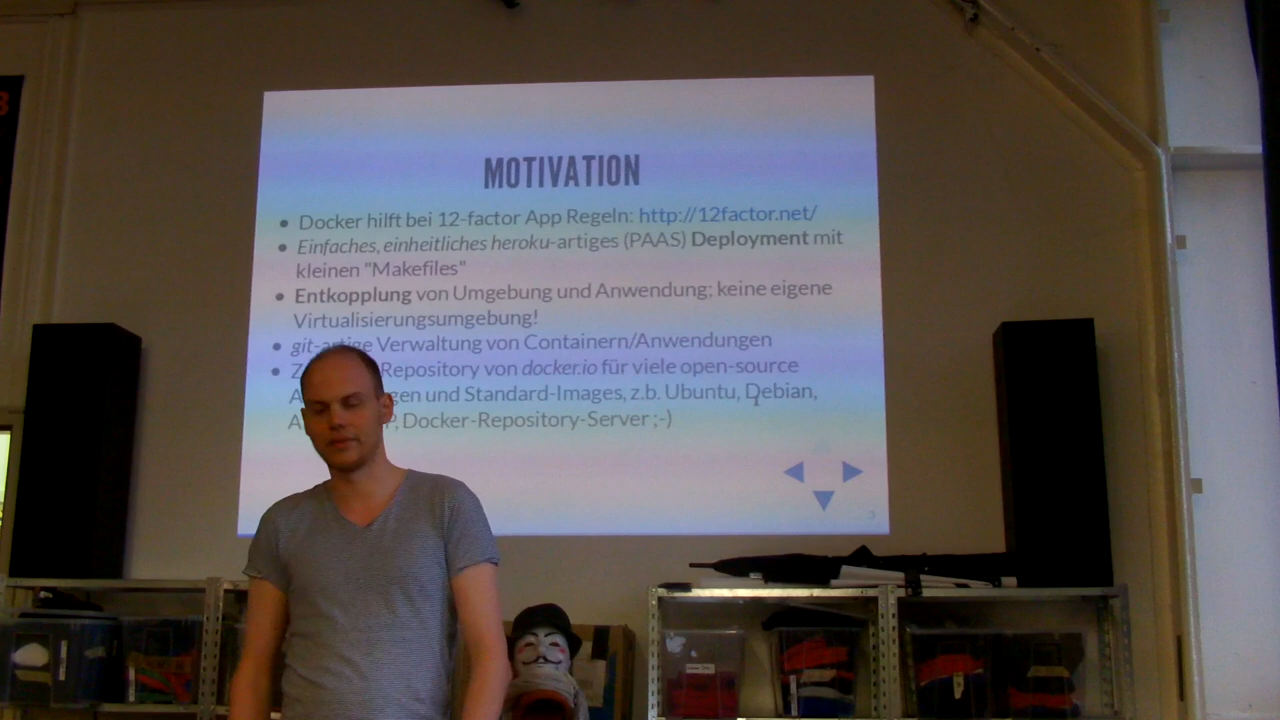 MOTIVATION
Docker hilft bei 12-factor App Regeln: http://12factor.net/
Einfaches, einheitliches heroku-artiges (PAAS) Deployment mit
kleinen "Makefiles"
Entkopplung von Umgebung und Anwendung; keine eigene
Virtualisierungsumgebung!
git-artige Verwaltung von Containern/Anwendungen
Repository von docker.io für viele open-source
und Standard-Images, z.b. Ubuntu, Debian,
Docker-Repository-Server ;-)
3